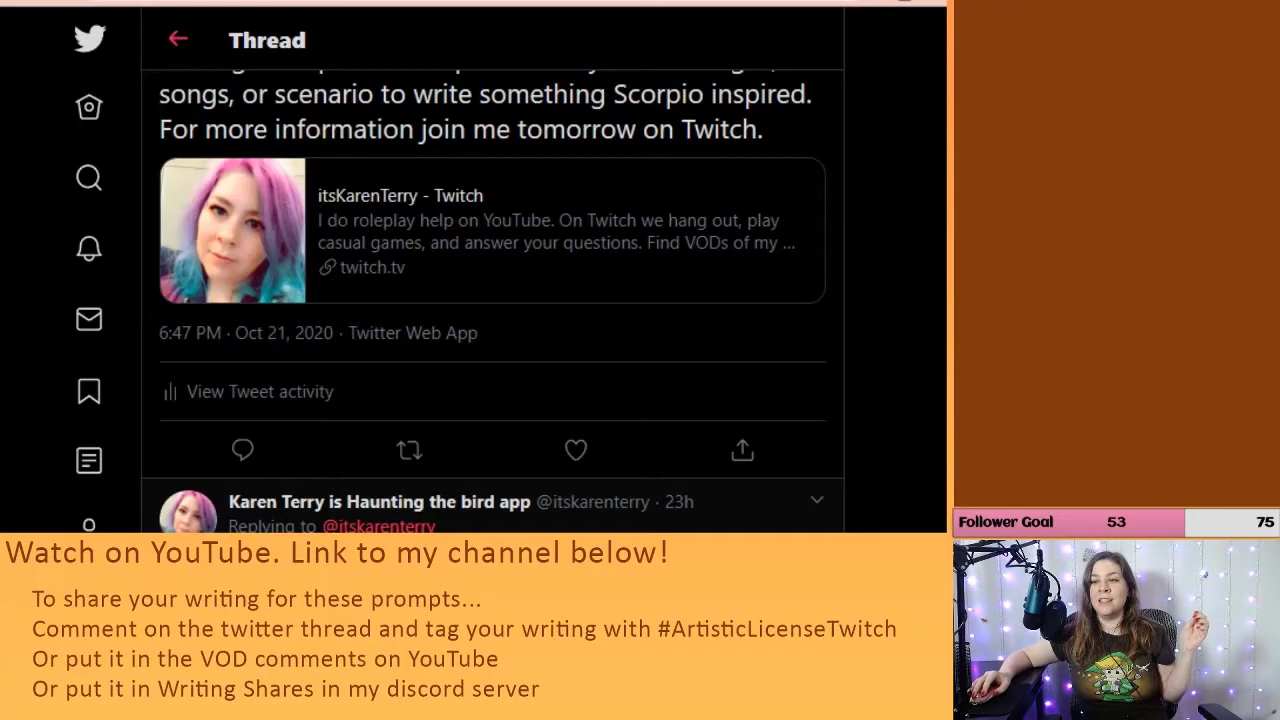 Thread
songs, or scenario to write something Scorpio inspired.
For more information join me tomorrow on Twitch.
itsKarenTerry - Twitch
I do roleplay help on YouTube. On Twitch we hang out, play
casual games, and answer your questions. Find VODs of my ...
twitch.tv
6:47 PM · Oct 21, 2020 · Twitter Web App
View Tweet activity
Karen Terry is Haunting the bird app @itskarenterry · 23h
Replying to @itskarenterry
Follower Goal 53 75
Watch on YouTube. Link to my channel below!
To share your writing for these prompts...
Comment on the twitter thread and tag your writing with #ArtisticLicenseTwitch
Or put it in the VOD comments on YouTube
Or put it in Writing Shares in my discord server